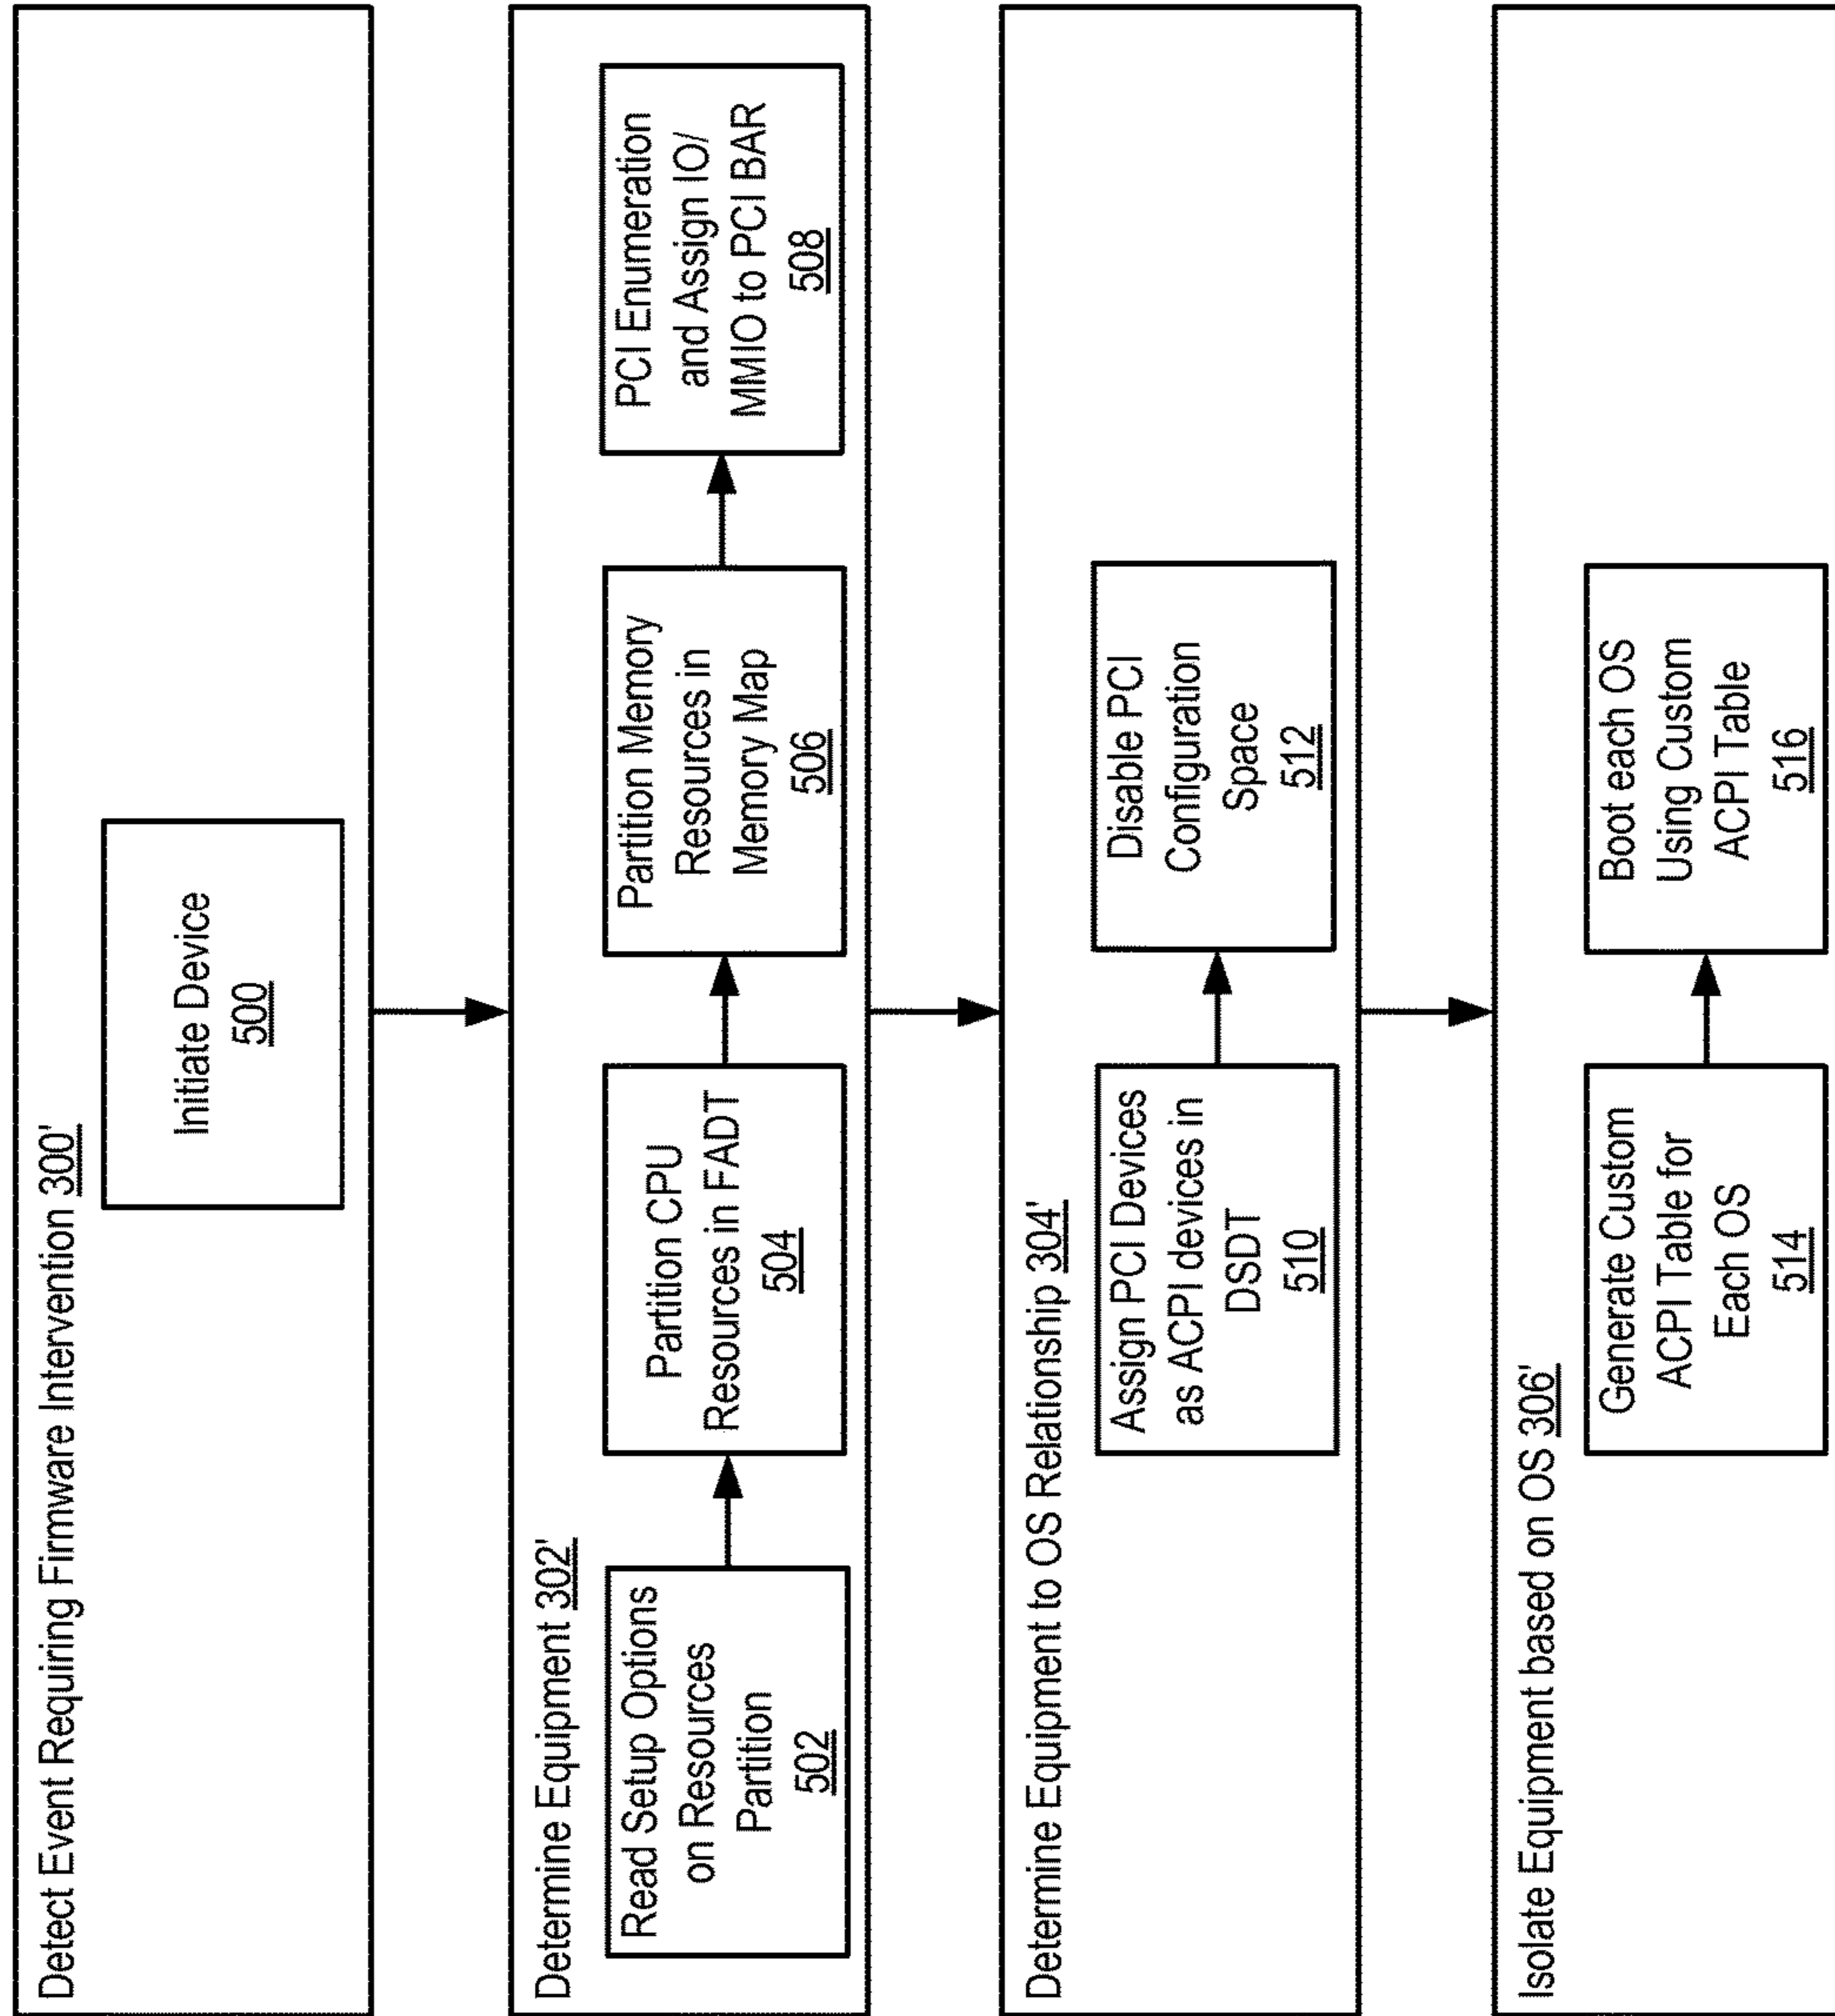 Detect Event Requiring Firmware Intervention 300'
Initiate Device
500
Determine Equipment 302'
Read Setup Options
on Resources
Partition
502
Partition CPU
Resources in FADT
504
Partition Memory
Resources in
Memory Map
506
PCI Enumeration
and Assign IO/
MMIO to PCI BAR
508
Determine Equipment to OS Relationship 304'
Assign PCI Devices
as ACPI devices in
DSDT
510
Disable PCI
Configuration
Space
512
Isolate Equipment based on OS 306'
Generate Custom
ACPI Table for
Each OS
514
Boot each OS
Using Custom
ACPI Table
516